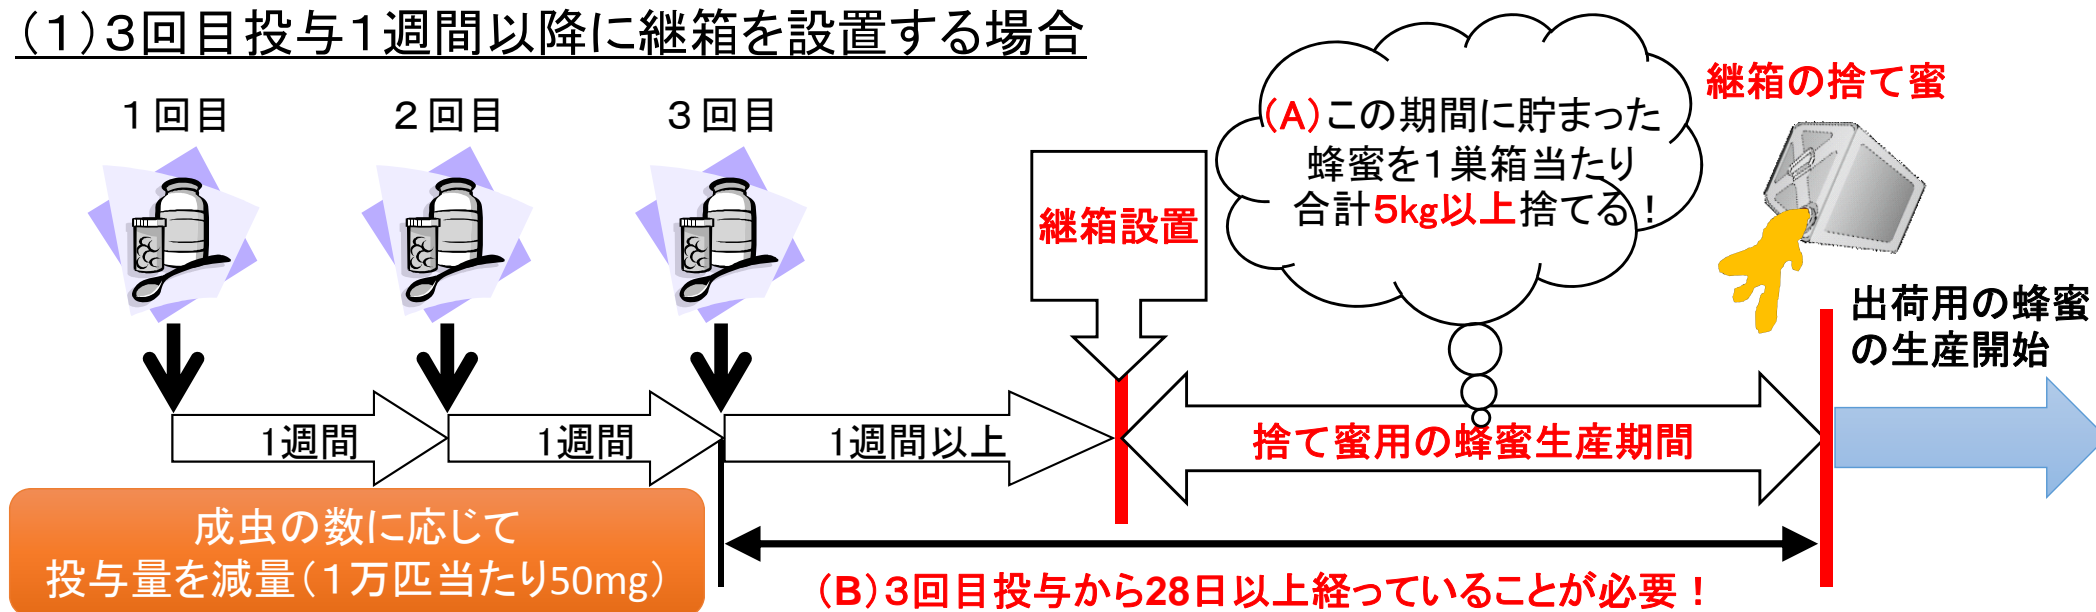 (1)3回目投与1週間以降に継箱を設置する場合
1回目
2回目
3回目
継箱設置
(A)この期間に貯まった
蜂蜜を1巣箱当たり
合計5kg以上捨てる!
継箱の捨て蜜
出荷用の蜂蜜
の生産開始
1週間
1週間
1週間以上
捨て蜜用の蜂蜜生産期間
成虫の数に応じて
投与量を減量(1万匹当たり50mg)
(B)3回目投与から28日以上経っていることが必要!